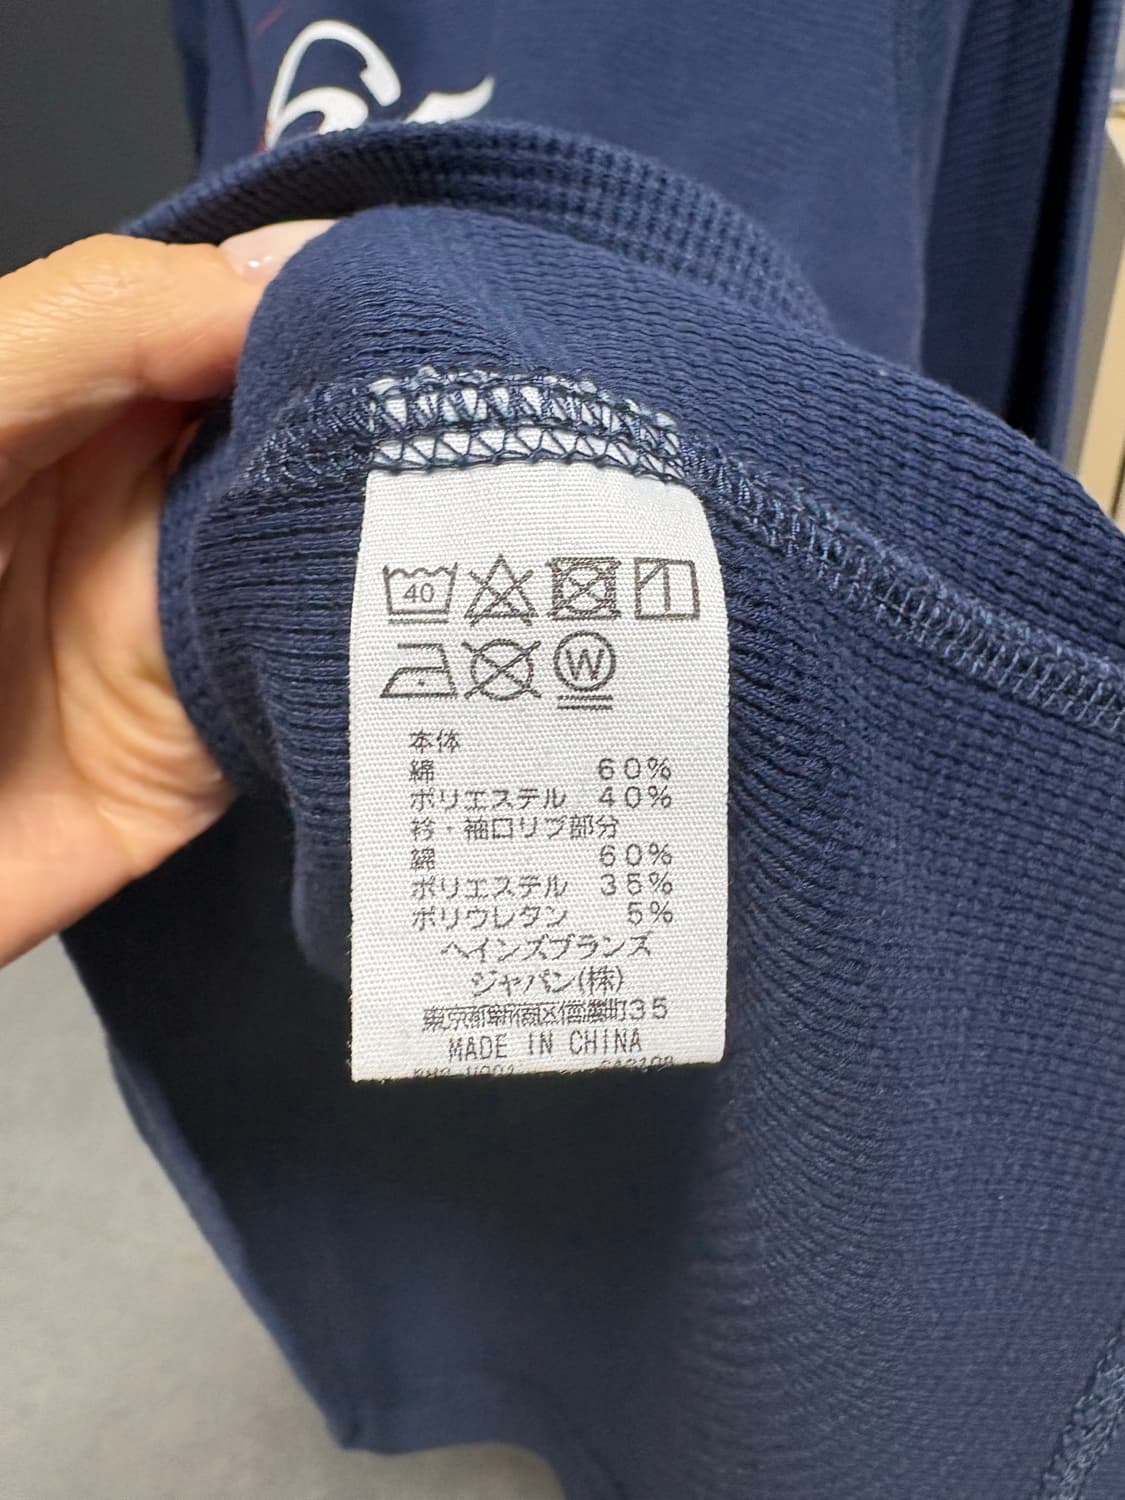 40
W
本体
綿 60%
ポリエステル 40%
衿・袖口リブ部分
綿 60%
ポリエステル 35%
ポリウレタン 5%
ヘインズブランズ
ジャパン(株)
東京都新宿区信濃町35
MADE IN CHINA